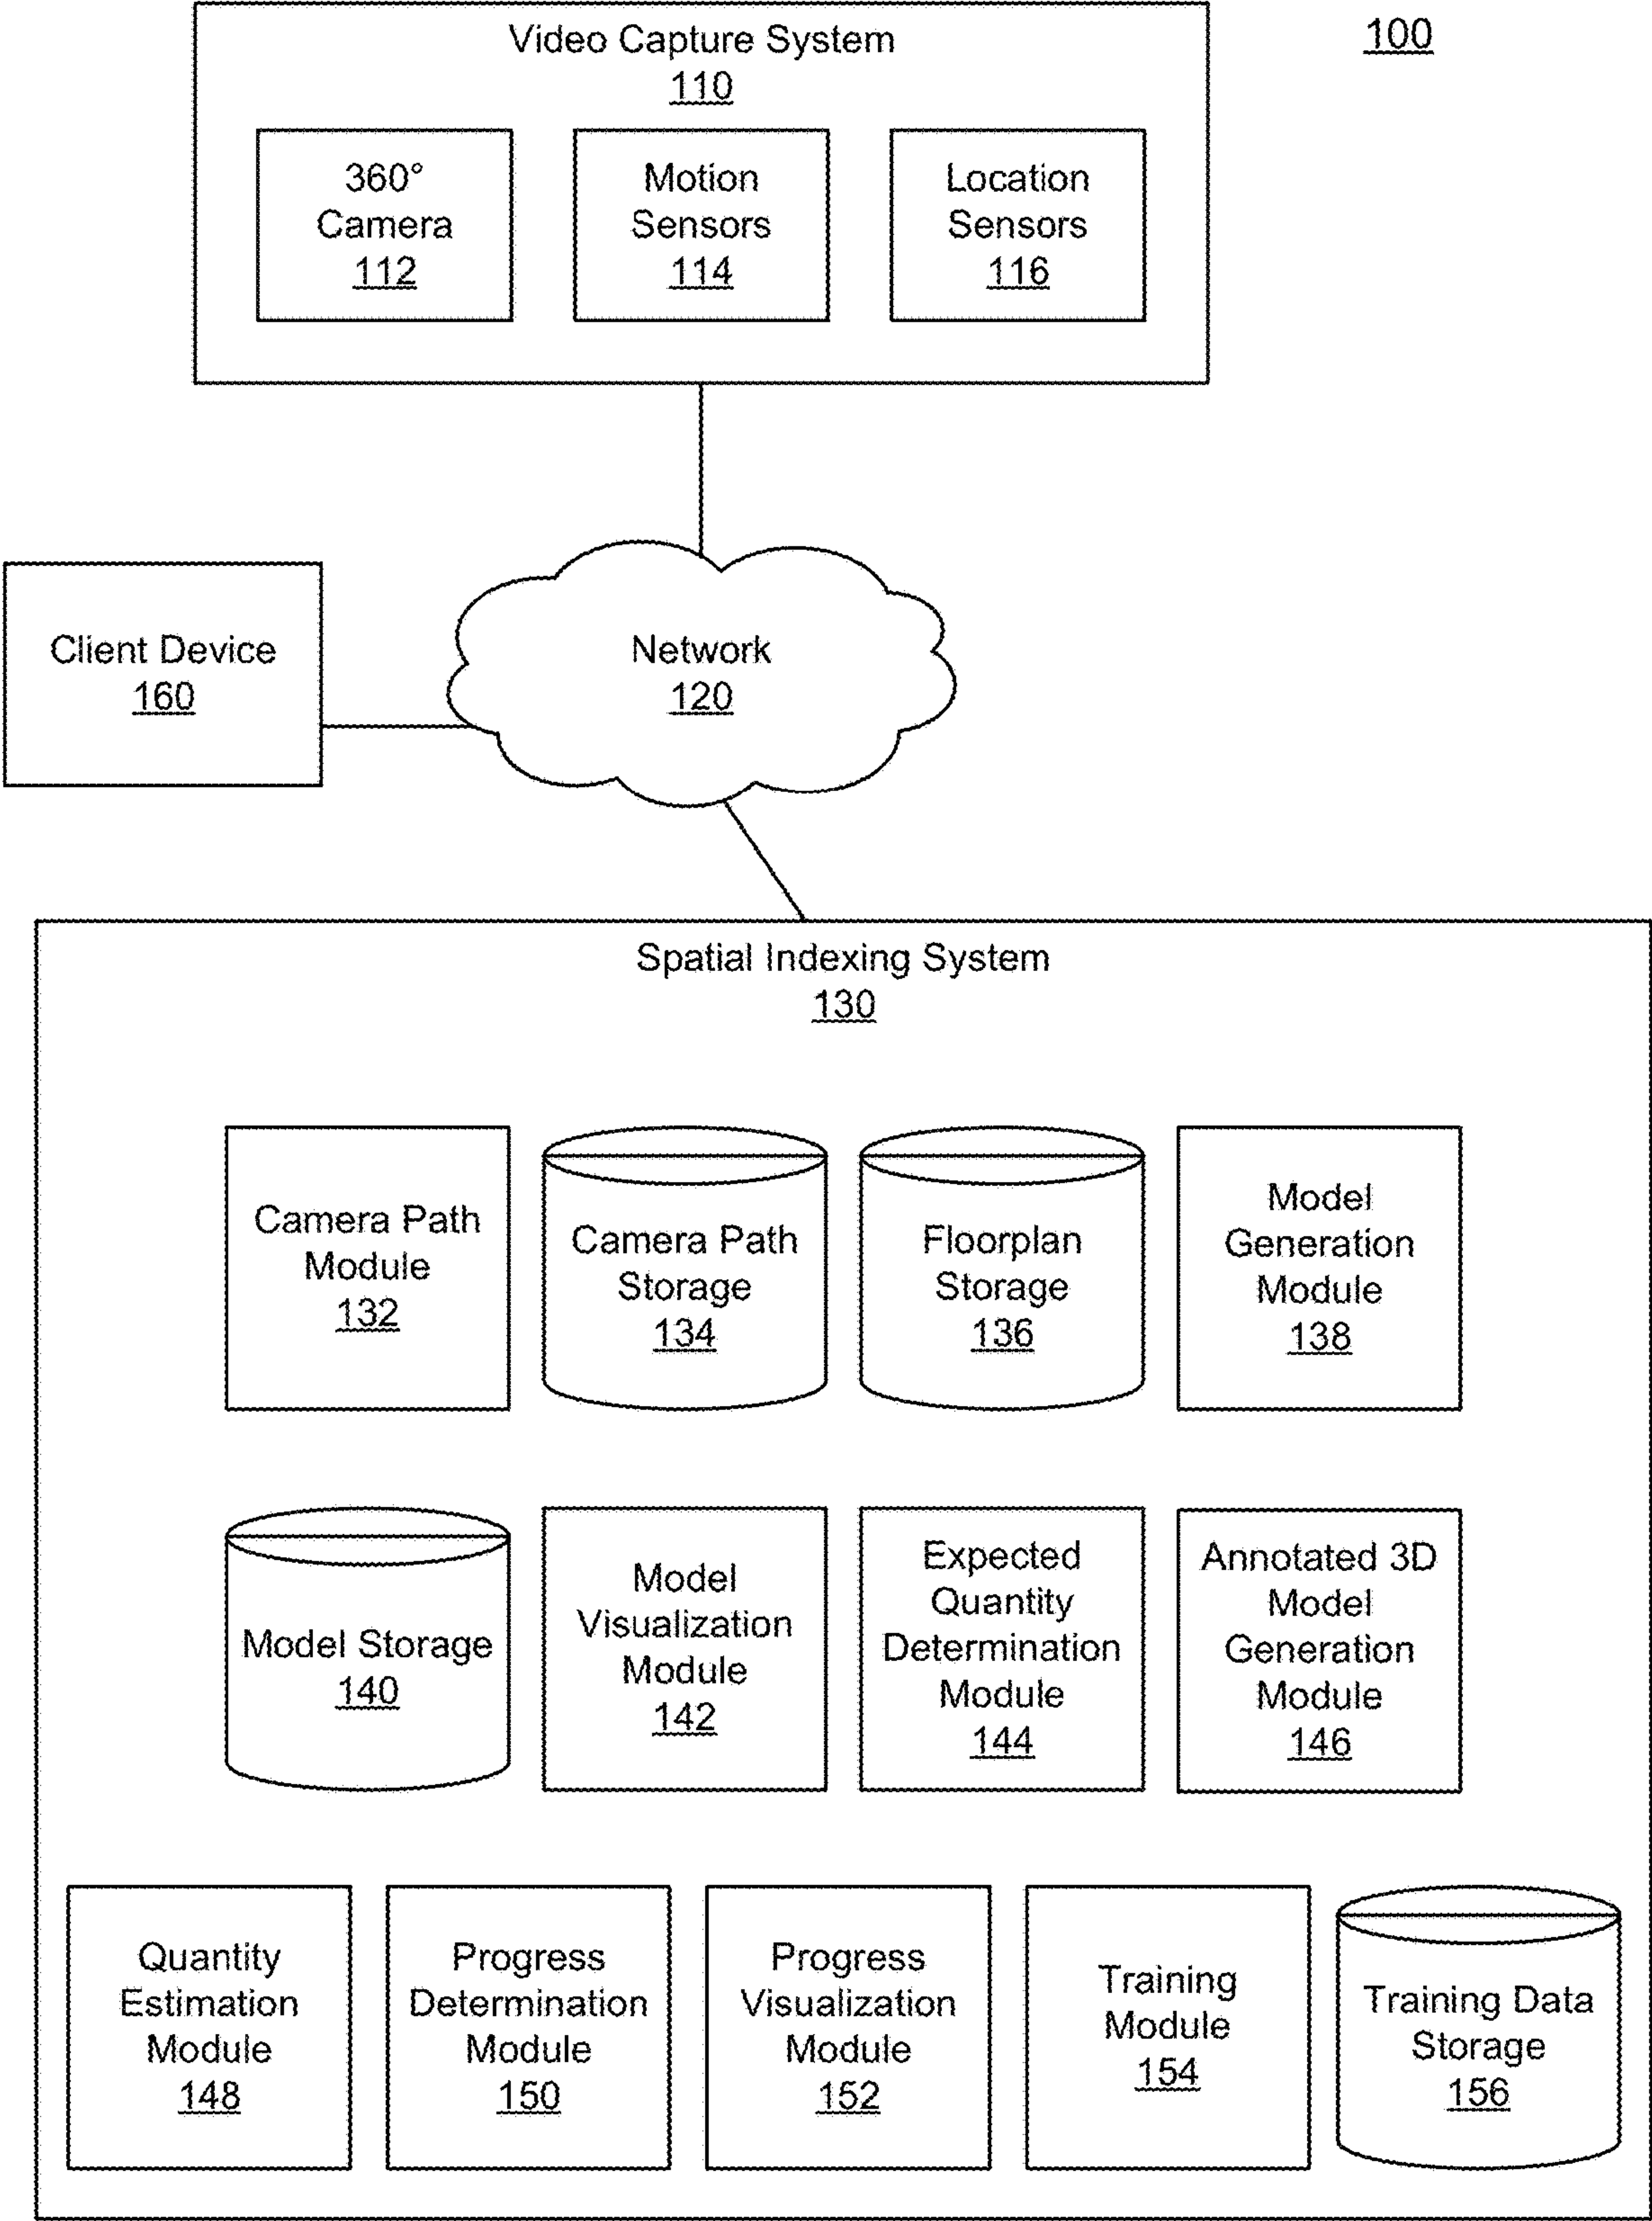 100
Video Capture System
110
360°
Camera
112
Motion
Sensors
114
Location
Sensors
116
Client Device
160
Network
120
Spatial Indexing System
130
Camera Path
Module
132
Camera Path
Storage
134
Floorplan
Storage
136
Model
Generation
Module
138
Model Storage
140
Model
Visualization
Module
142
Expected
Quantity
Determination
Module
144
Annotated 3D
Model
Generation
Module
146
Quantity
Estimation
Module
148
Progress
Determination
Module
150
Progress
Visualization
Module
152
Training
Module
154
Training Data
Storage
156